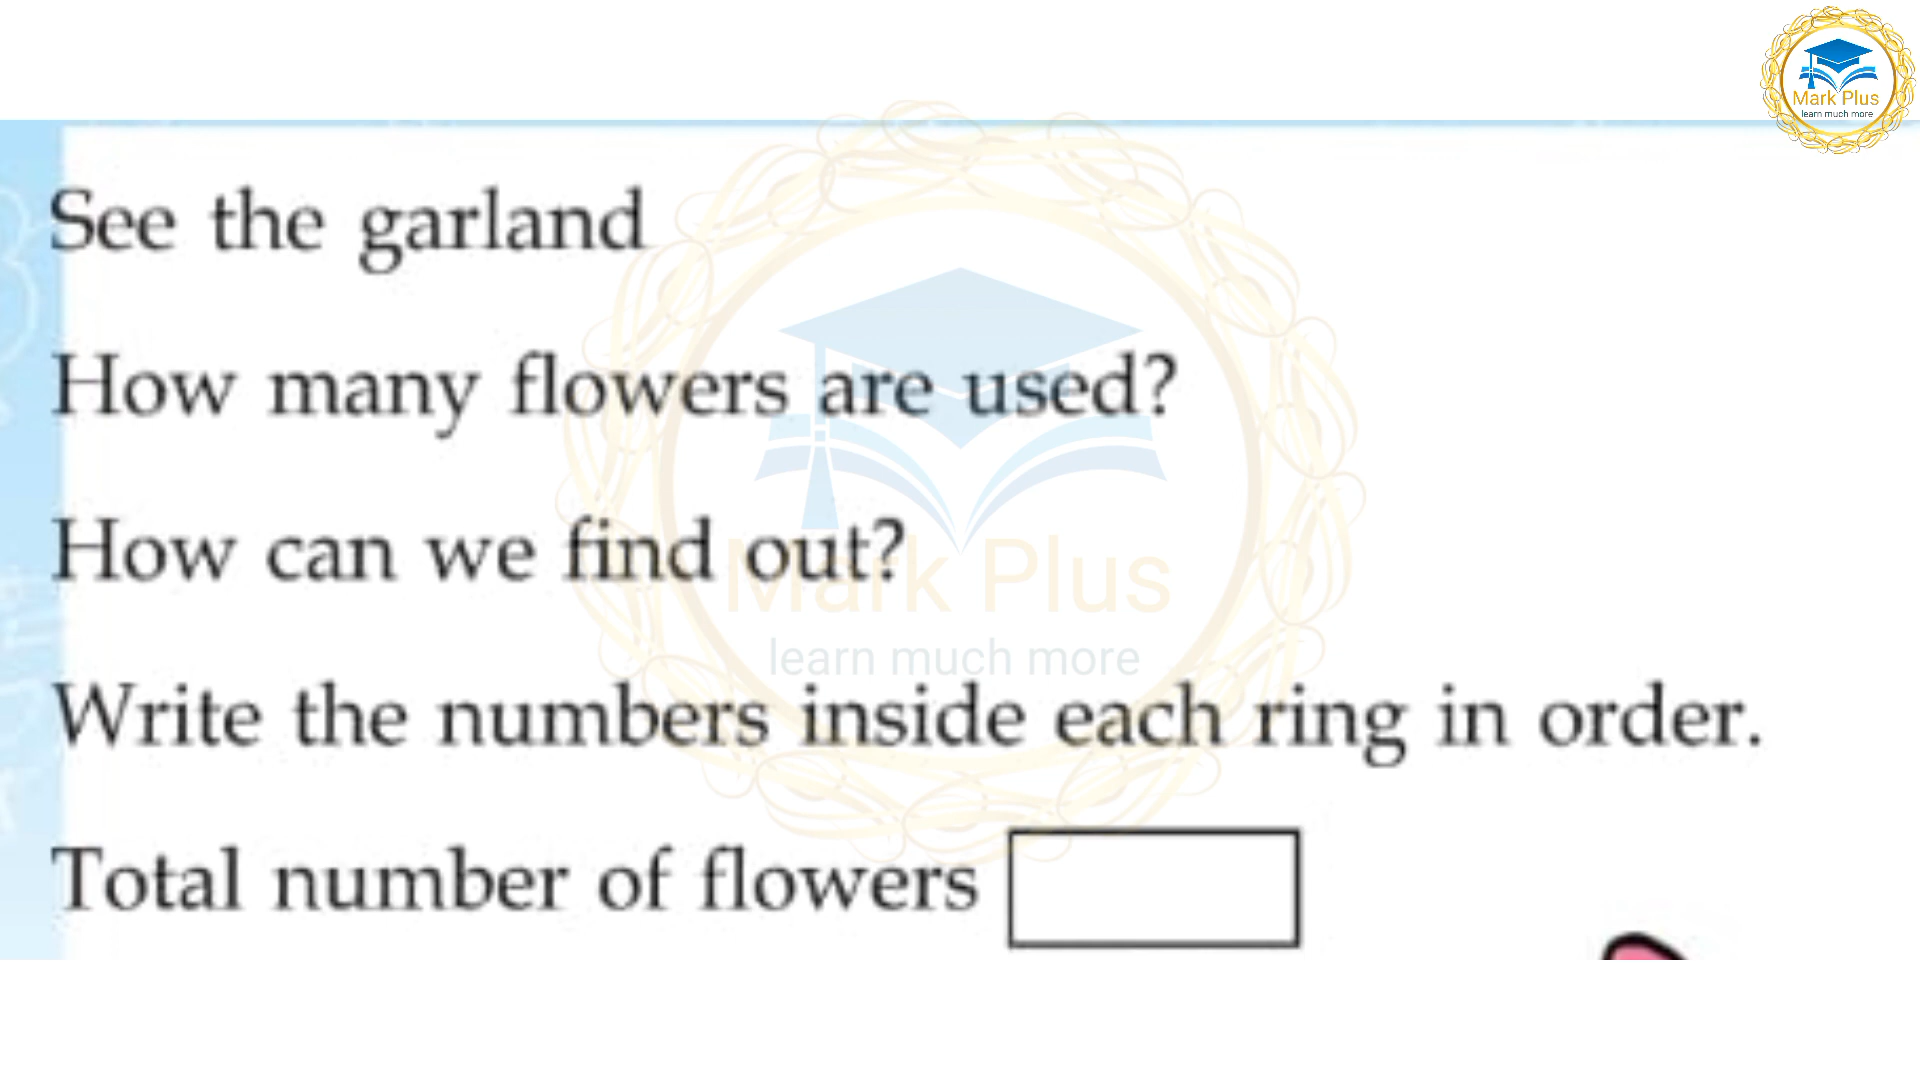 Mark Plus
learn much more
See the garland
How many flowers are used?
How can we find out?
Mark Plus
learn much more
Write the numbers inside each ring in order.
Total number of flowers